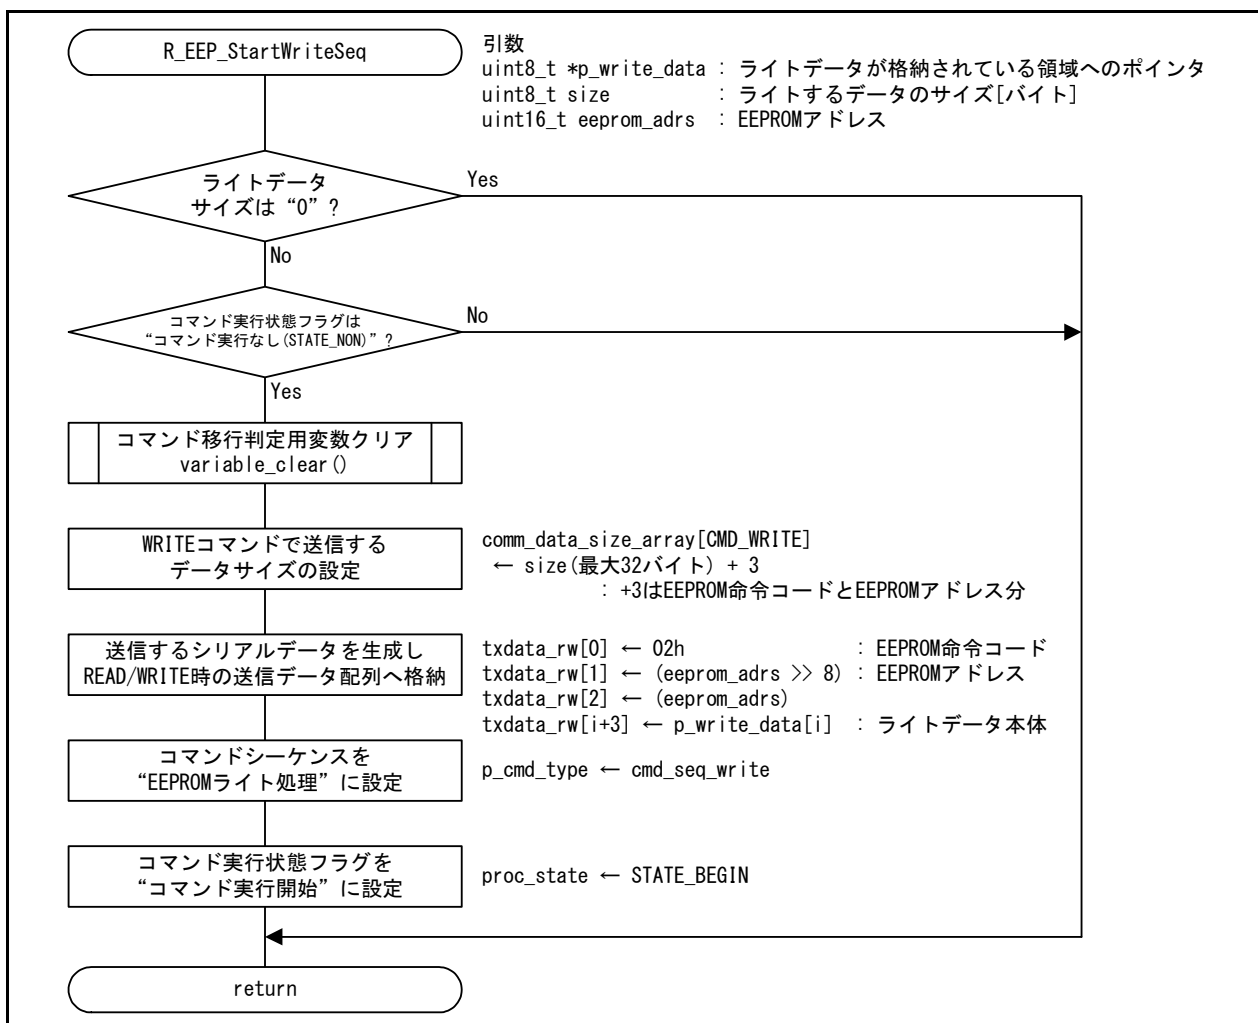 R_EEP_StartWriteSeq
引数
uint8_t *p_write_data : ライトデータが格納されている領域へのポインタ
uint8_t size : ライトするデータのサイズ[バイト]
uint16_t eeprom_adrs : EEPROMアドレス
ライトデータ
サイズは“0”?
Yes
No
コマンド実行状態フラグは
“コマンド実行なし(STATE_NON)”?
No
Yes
コマンド移行判定用変数クリア
variable_clear()
WRITEコマンドで送信する
データサイズの設定
comm_data_size_array[CMD_WRITE]
← size(最大32バイト) + 3
: +3はEEPROM命令コードとEEPROMアドレス分
送信するシリアルデータを生成し
READ/WRITE時の送信データ配列へ格納
txdata_rw[0] ← 02h : EEPROM命令コード
txdata_rw[1] ← (eeprom_adrs >> 8) : EEPROMアドレス
txdata_rw[2] ← (eeprom_adrs)
txdata_rw[i+3] ← p_write_data[i] : ライトデータ本体
コマンドシーケンスを
“EEPROMライト処理”に設定
p_cmd_type ← cmd_seq_write
コマンド実行状態フラグを
“コマンド実行開始”に設定
proc_state ← STATE_BEGIN
return